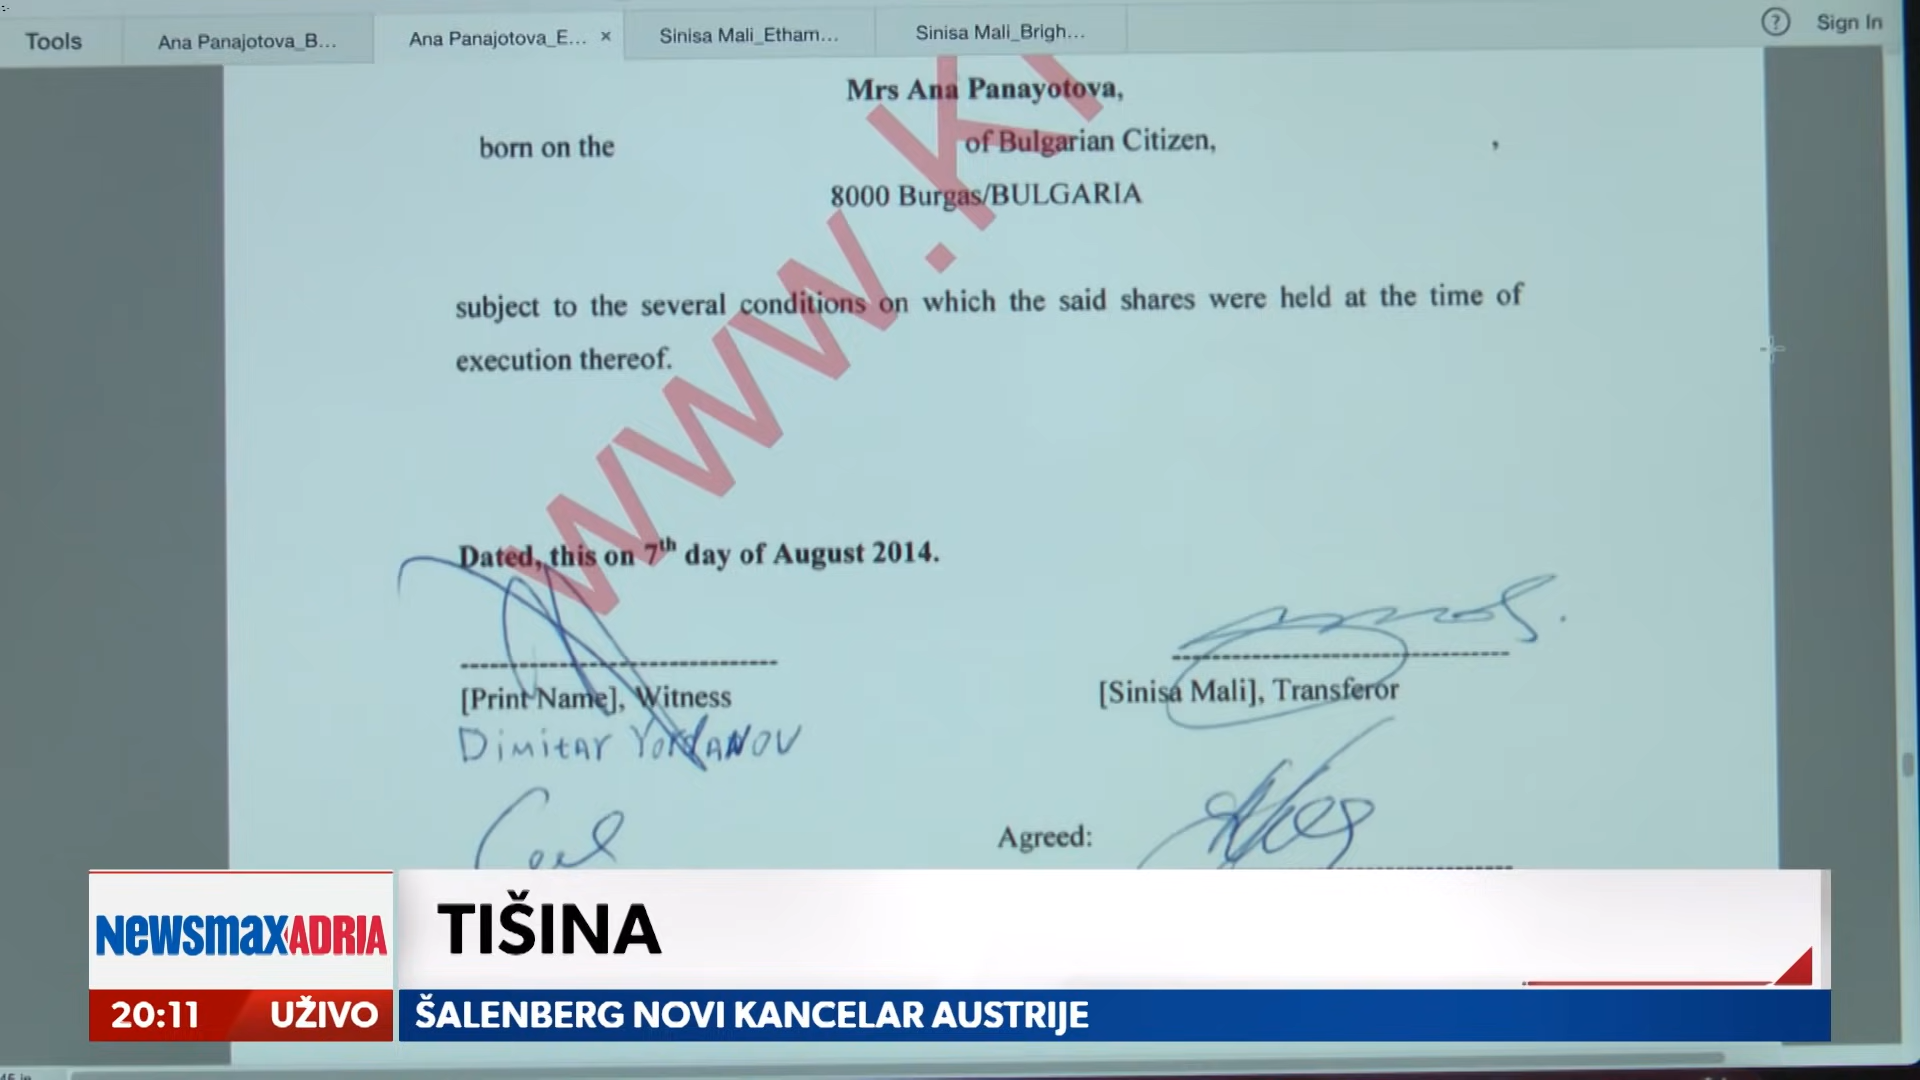 Tools
Ana Panajotova_B...
Ana Panajotova_E... ×
Sinisa Mali_Etham...
Sinisa Mali_Brigh...
? Sign In
Mrs Ana Panayotova,
born on the of Bulgarian Citizen, ,
8000 Burgas/BULGARIA
subject to the several conditions on which the said shares were held at the time of
execution thereof.
www.
Dated, this on 7th day of August 2014.
[Print Name], Witness
[Sinisa Mali], Transferor
Dimitar Yordanov
Agreed:
NEWSMAX ADRIA
TIŠINA
20:11 UŽIVO
ŠALENBERG NOVI KANCELAR AUSTRIJE